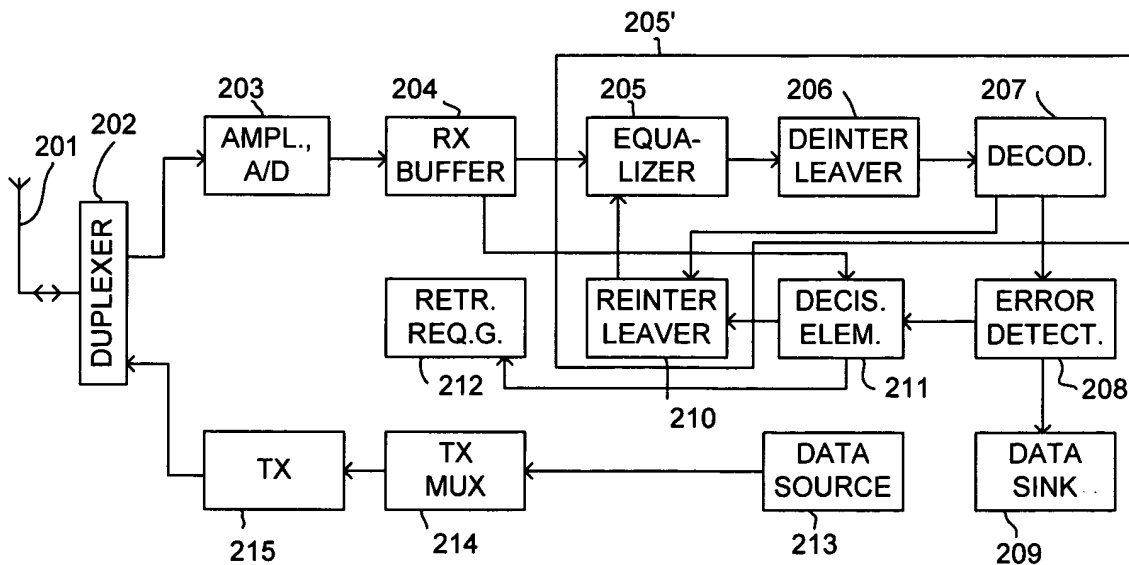 205'
203
204
205
206
207
202
201
AMPL.,
A/D
RX
BUFFER
EQUA-
LIZER
DEINTER
LEAVER
DECOD.
DUPLEXER
RETR.
REQ.G.
REINTER
LEAVER
DECIS.
ELEM.
ERROR
DETECT.
212
210
211
208
TX
TX
MUX
DATA
SOURCE
DATA
SINK
215
214
213
209